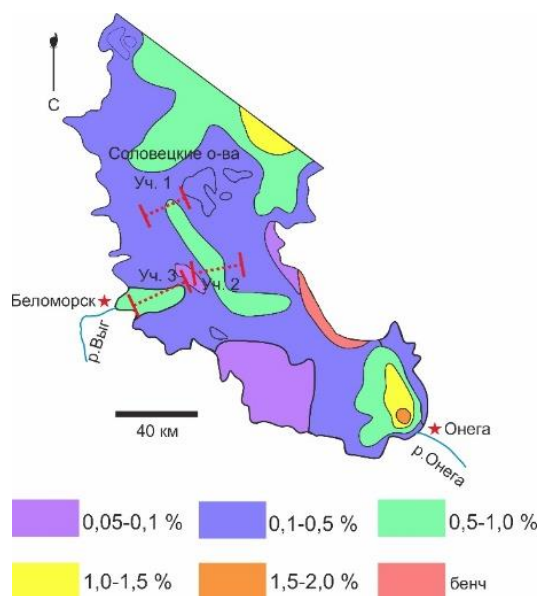 С
Соловецкие о-ва
Уч. 1
Уч. 3
Уч. 2
Беломорск
р.Выг
40 км
Онега
р.Онега
0,05-0,1 %
0,1-0,5 %
0,5-1,0 %
1,0-1,5 %
1,5-2,0 %
бенч